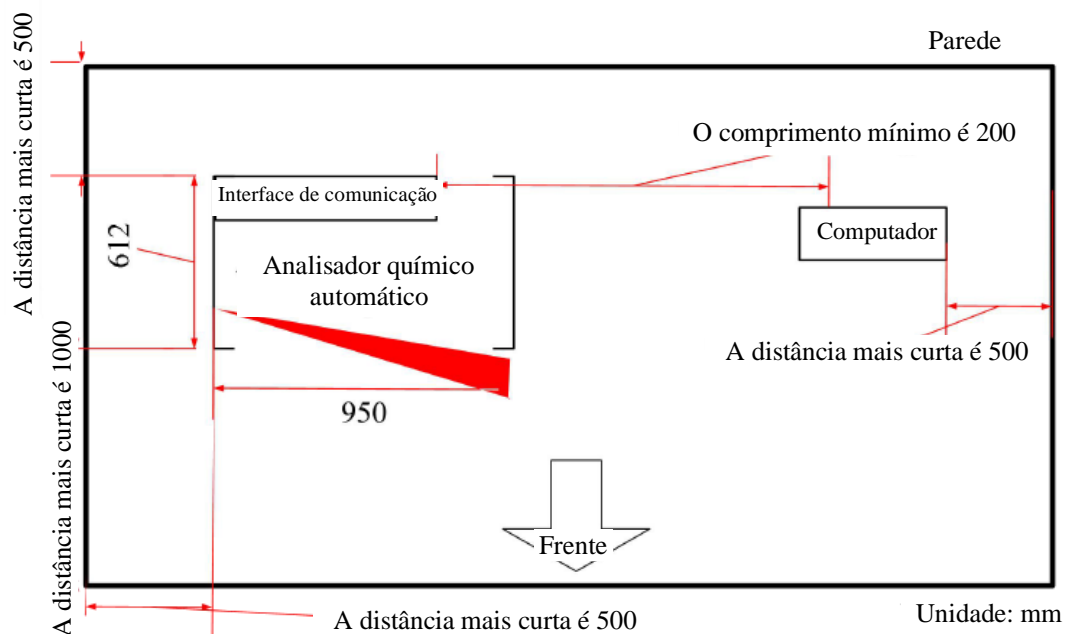 Parede
A distância mais curta é 500
O comprimento mínimo é 200
Interface de comunicação
Computador
612
Analisador químico
automático
A distância mais curta é 500
950
A distância mais curta é 1000
Frente
A distância mais curta é 500
Unidade: mm